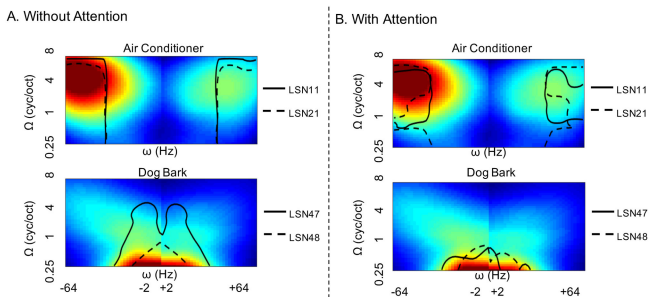 A. Without Attention
Air Conditioner
8
4
1
0.25
Ω (cyc/oct)
ω (Hz)
LSN11
LSN21
Dog Bark
8
4
1
0.25
Ω (cyc/oct)
ω (Hz)
-64
-2
+2
+64
LSN47
LSN48
B. With Attention
Air Conditioner
8
4
1
0.25
Ω (cyc/oct)
ω (Hz)
LSN11
LSN21
Dog Bark
8
4
1
0.25
Ω (cyc/oct)
ω (Hz)
-64
-2
+2
+64
LSN47
LSN48